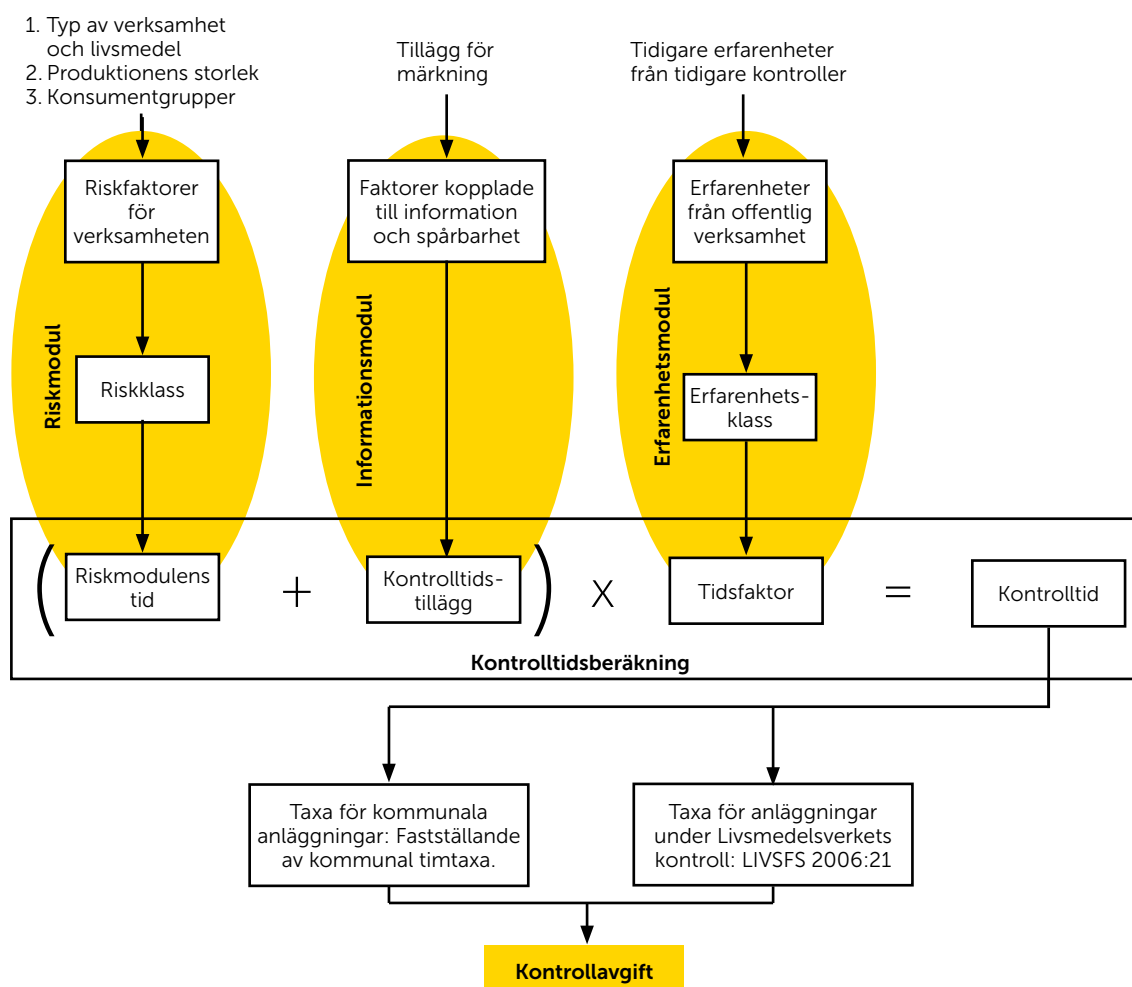 1. Typ av verksamhet
och livsmedel
2. Produktionens storlek
3. Konsumentgrupper
Tillägg för
märkning
Tidigare erfarenheter
från tidigare kontroller
Riskfaktorer
för
verksamheten
Faktorer kopplade
till information
och spårbarhet
Erfarenheter
från offentlig
verksamhet
Riskmodul
Riskklass
Informationsmodul
Erfarenhetsmodul
Erfarenhets-
klass
(
Riskmodulens
tid
+
Kontrolltids-
tillägg
)
X
Tidsfaktor
=
Kontrolltid
Kontrolltidsberäkning
Taxa för kommunala
anläggningar: Fastställande
av kommunal timtaxa.
Taxa för anläggningar
under Livsmedelsverkets
kontroll: LIVSFS 2006:21
Kontrollavgift